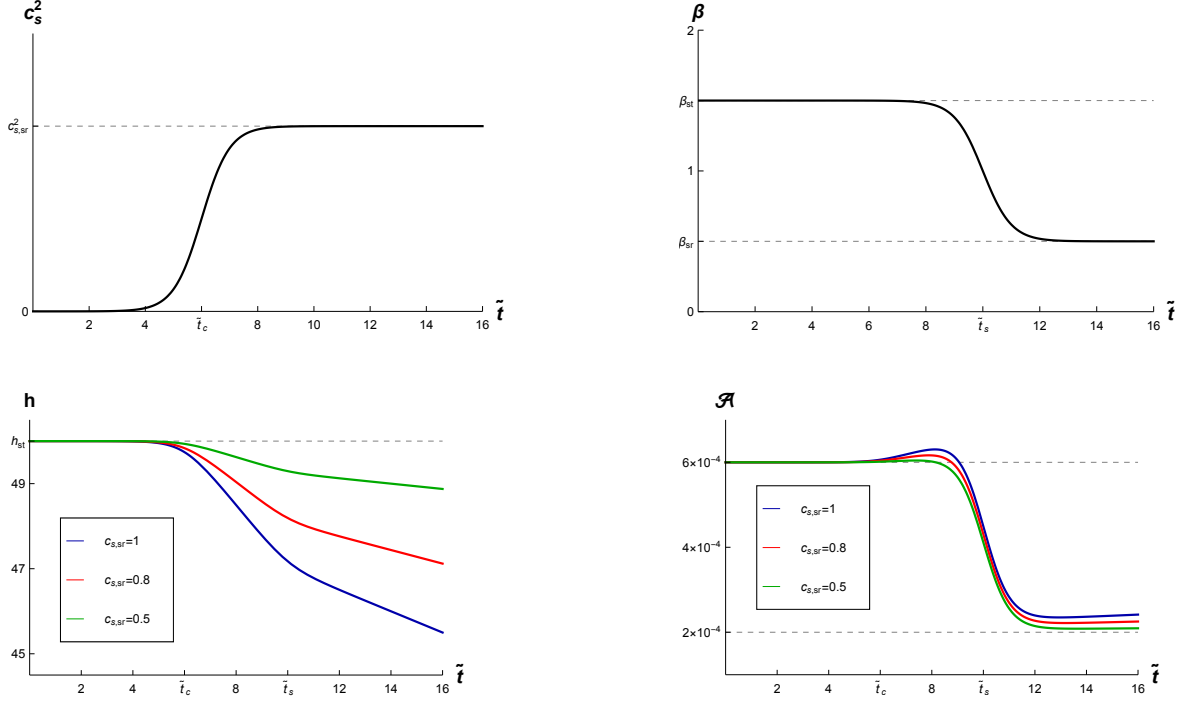 c_s^2
c_{s,sr}^2
0
2 4 t̃_c 8 10 12 14 16
t̃
β
2
β_st
1
β_sr
0
2 4 6 8 t̃_s 12 14 16
t̃
h
h_st
49
47
45
c_{s,sr}=1
c_{s,sr}=0.8
c_{s,sr}=0.5
2 4 t̃_c 8 t̃_s 12 14 16
t̃
𝒜
6×10⁻⁴
4×10⁻⁴
2×10⁻⁴
c_{s,sr}=1
c_{s,sr}=0.8
c_{s,sr}=0.5
2 4 t̃_c 8 t̃_s 12 14 16
t̃